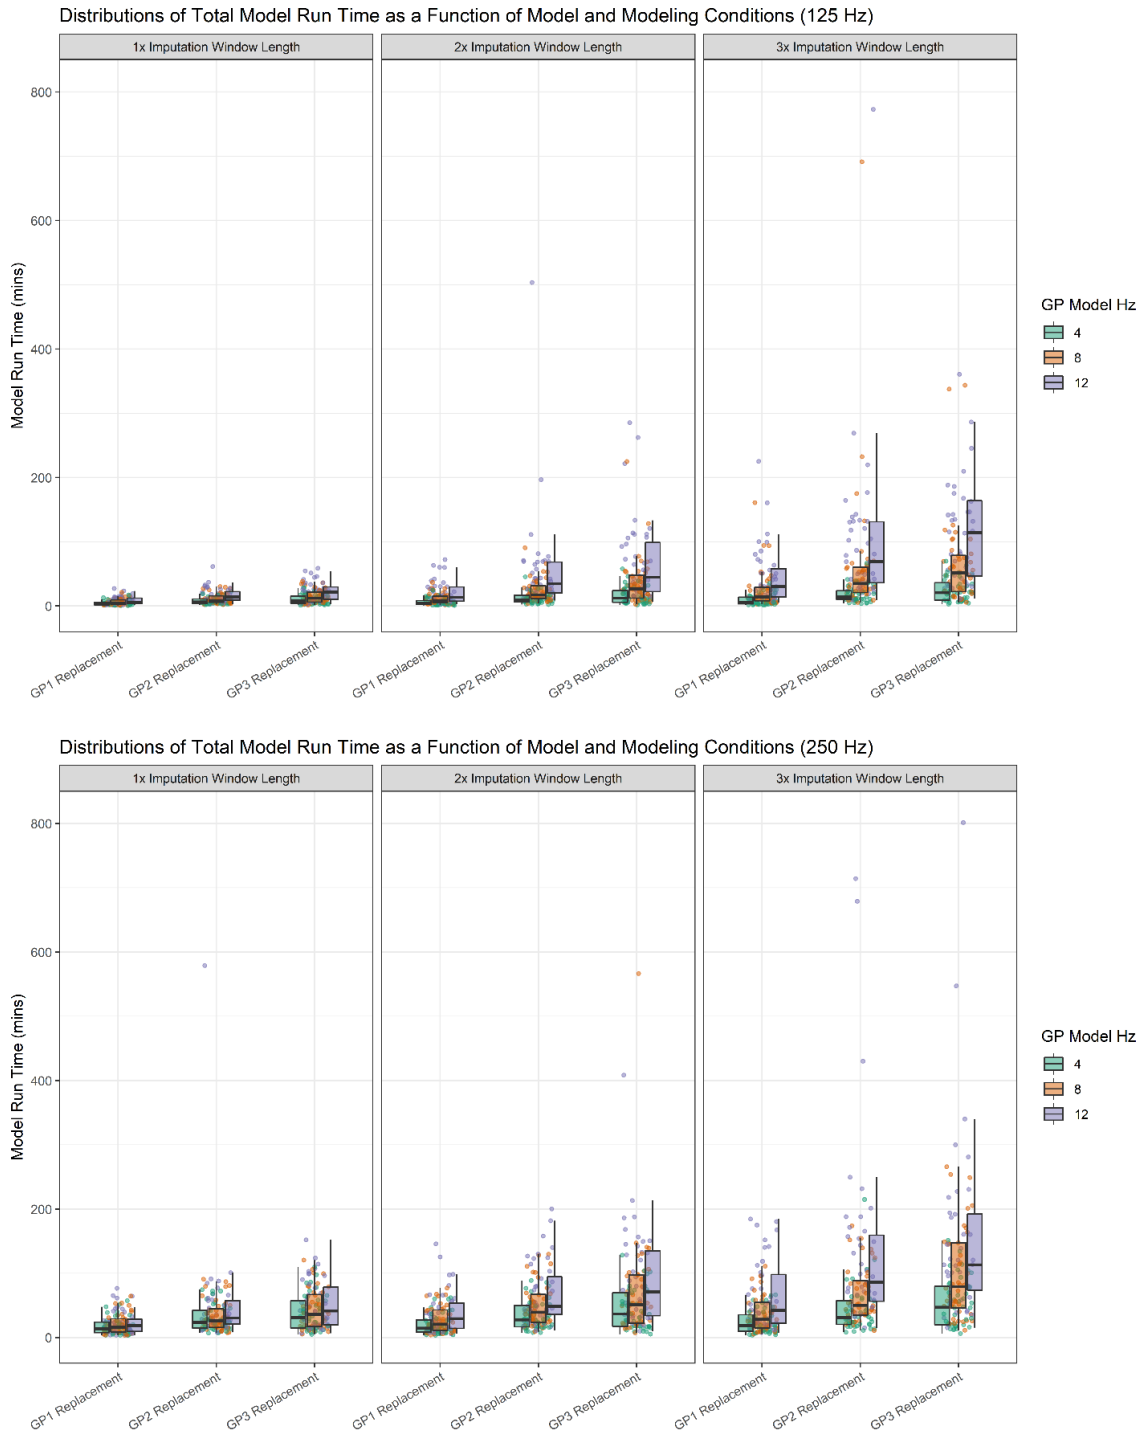 Distributions of Total Model Run Time as a Function of Model and Modeling Conditions (125 Hz)
1x Imputation Window Length
2x Imputation Window Length
3x Imputation Window Length
Model Run Time (mins)
800
600
400
200
0
GP1 Replacement
GP2 Replacement
GP3 Replacement
GP1 Replacement
GP2 Replacement
GP3 Replacement
GP1 Replacement
GP2 Replacement
GP3 Replacement
GP Model Hz
4
8
12
Distributions of Total Model Run Time as a Function of Model and Modeling Conditions (250 Hz)
1x Imputation Window Length
2x Imputation Window Length
3x Imputation Window Length
Model Run Time (mins)
800
600
400
200
0
GP1 Replacement
GP2 Replacement
GP3 Replacement
GP1 Replacement
GP2 Replacement
GP3 Replacement
GP1 Replacement
GP2 Replacement
GP3 Replacement
GP Model Hz
4
8
12